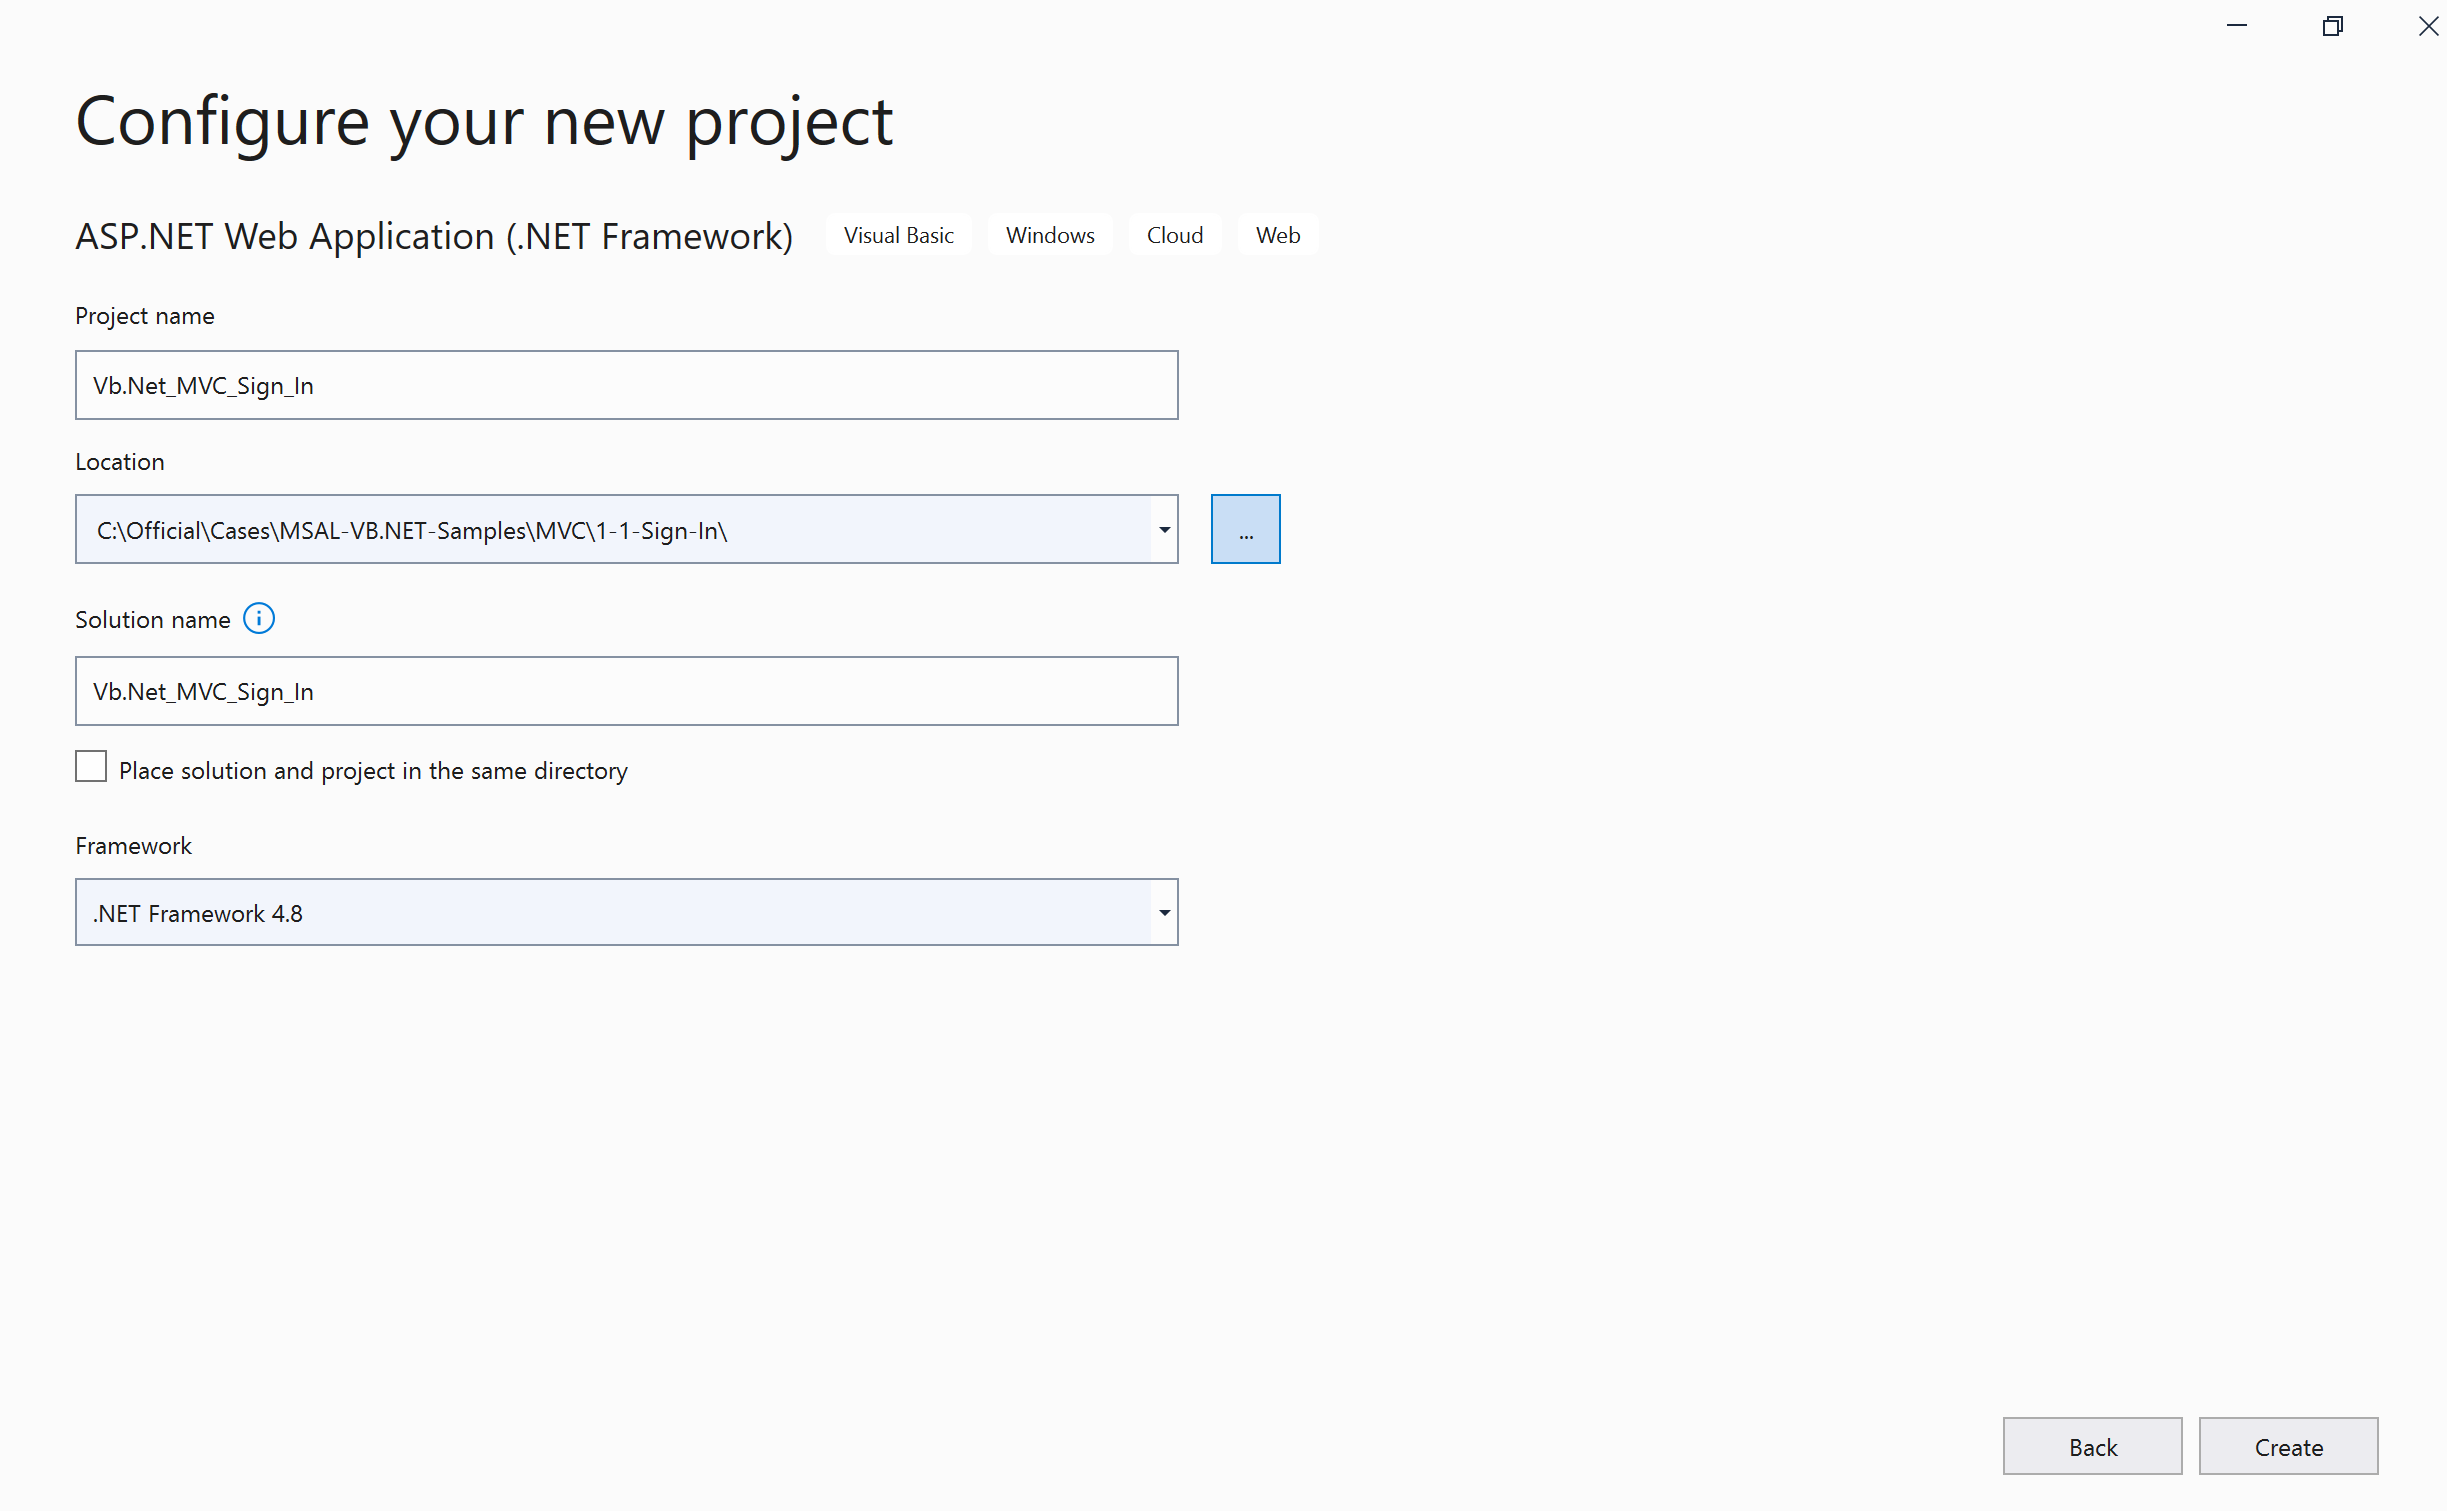 Configure your new project
ASP.NET Web Application (.NET Framework) Visual Basic Windows Cloud Web
Project name
Vb.Net_MVC_Sign_In
Location
C:\Official\Cases\MSAL-VB.NET-Samples\MVC\1-1-Sign-In\ ...
Solution name
Vb.Net_MVC_Sign_In
Place solution and project in the same directory
Framework
.NET Framework 4.8
Back Create